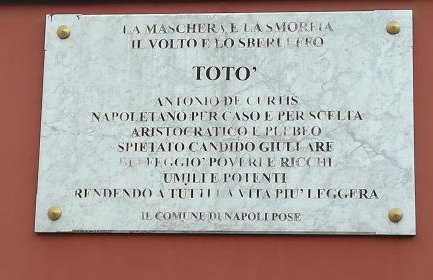 LA MASCHERA E LA SMORFIA
IL VOLTO E LO SBERLEFFO
TOTO'
ANTONIO DE CURTIS
NAPOLETANO PER CASO E PER SCELTA
ARISTOCRATICO E PLEBEO
SPIETATO CANDIDO GIULLARE
BEFFEGGIO' POVERI E RICCHI
UMILI E POTENTI
RENDENDO A TUTTI LA VITA PIU' LEGGERA
IL COMUNE DI NAPOLI POSE